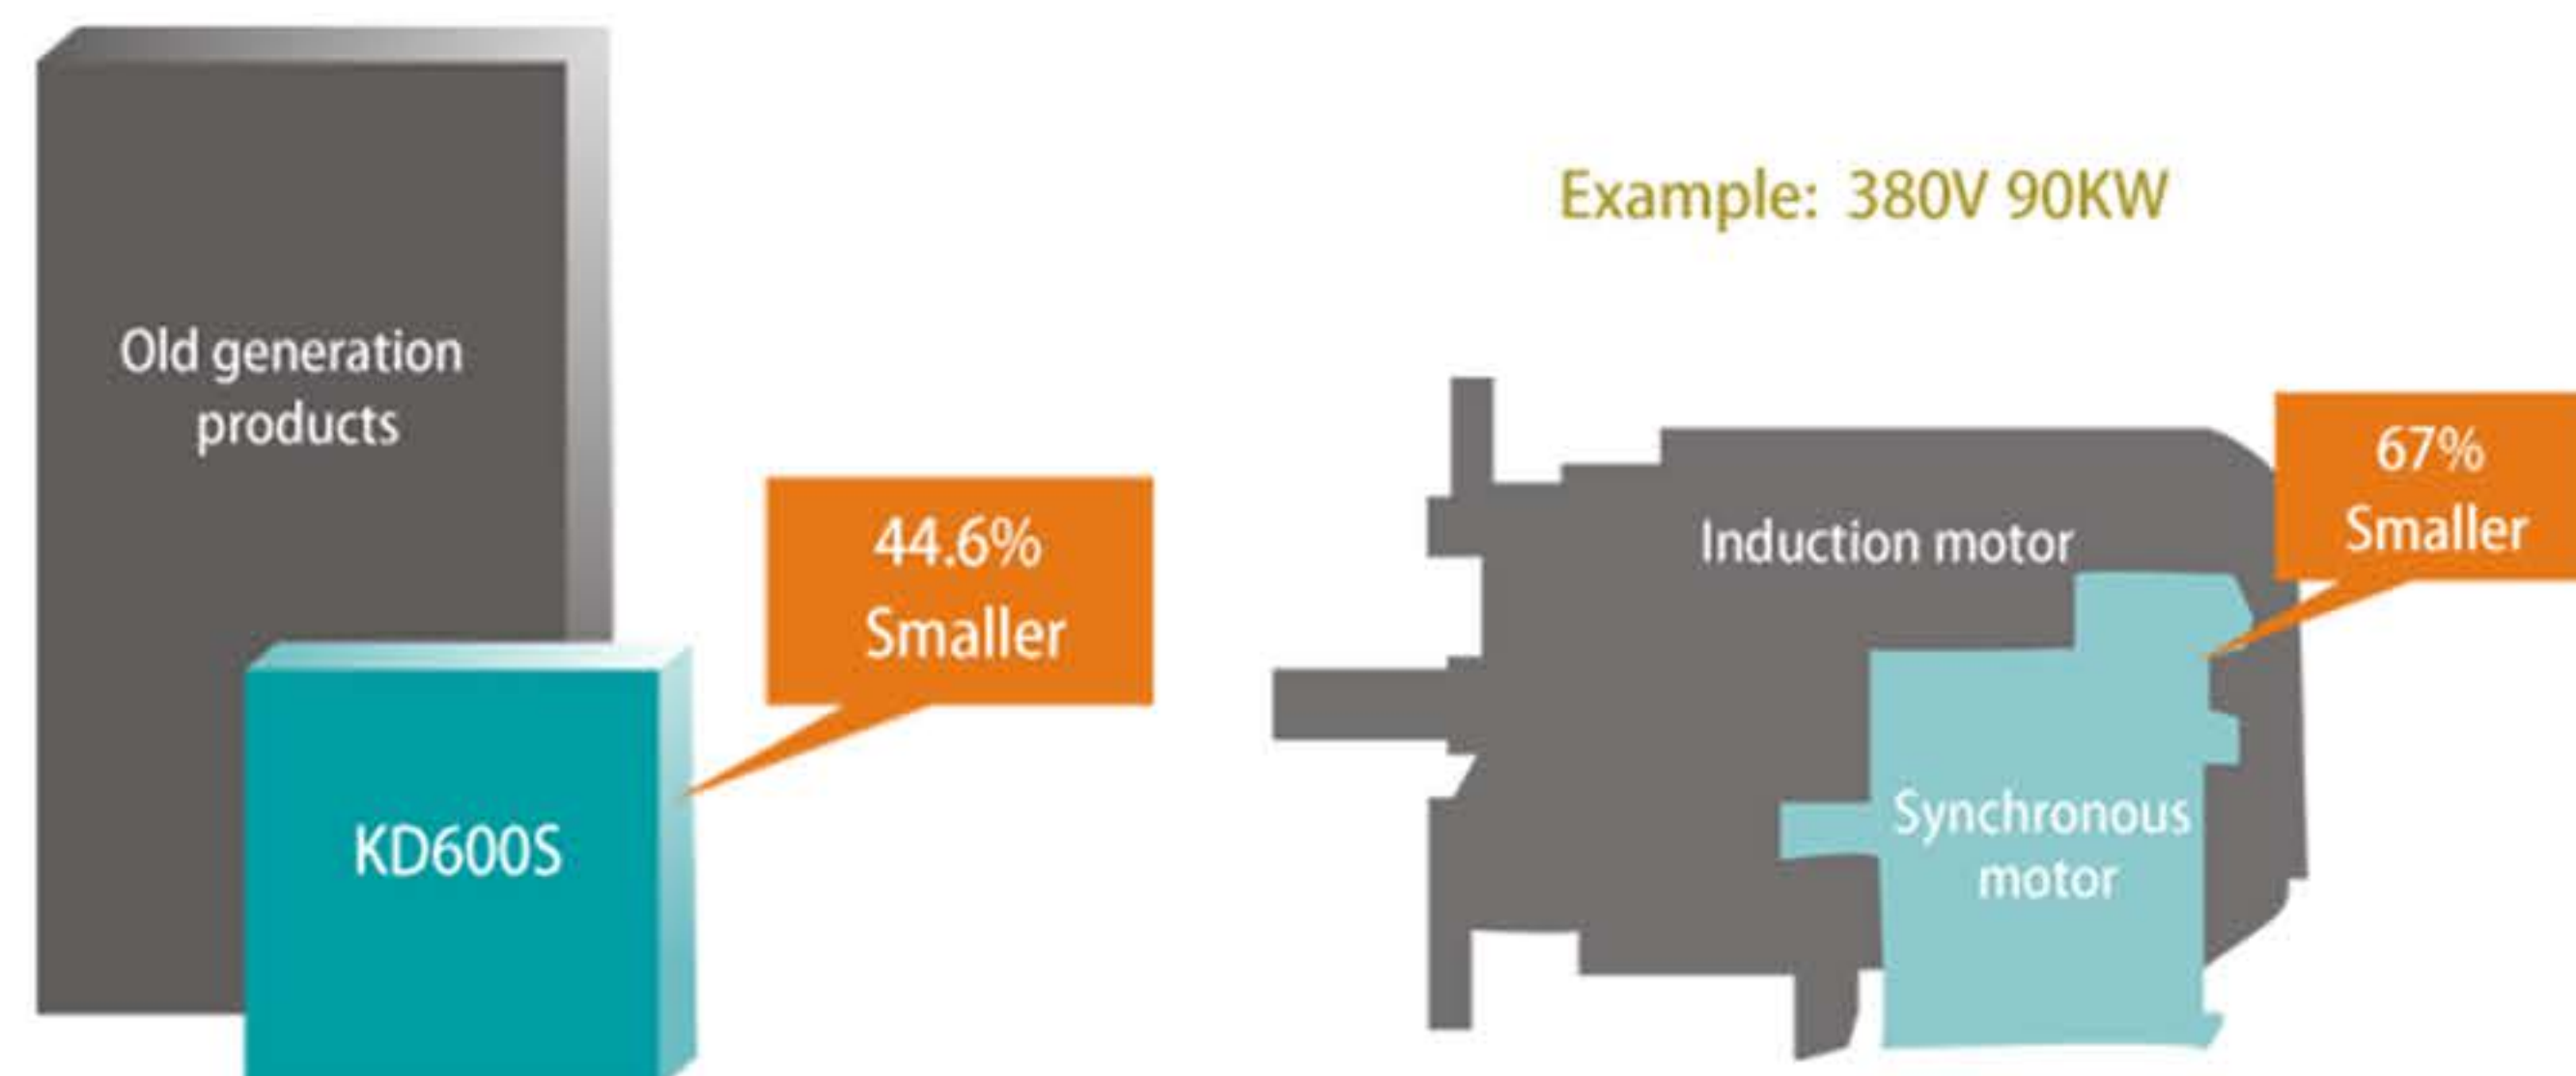 Old generation
products
KD600S
44.6%
Smaller
Example: 380V 90KW
Induction motor
67%
Smaller
Synchronous
motor